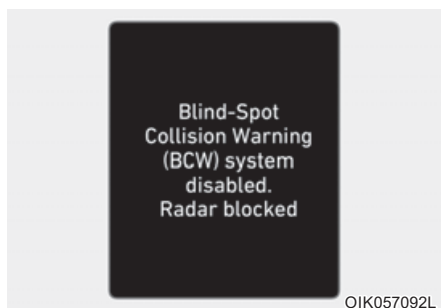 Blind-Spot
Collision Warning
(BCW) system
disabled.
Radar blocked
OIK057092L